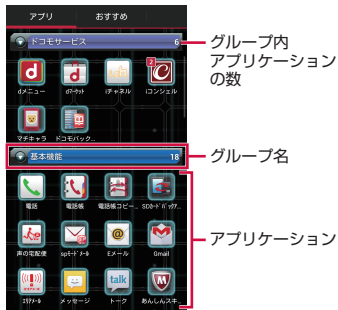 アプリ おすすめ
ドコモサービス 6
d d 2 C
dメニュー dマーケット iチャネル iコンシェル
マチキャラ ドコモバック...
基本機能 18
電話 電話帳 電話帳コピー... SDカードバックア...
声の宅配便 spモードメール Eメール Gmail
talk
エリアメール メッセージ トーク あんしんスキ...
グループ内
アプリケーション
の数
グループ名
アプリケーション